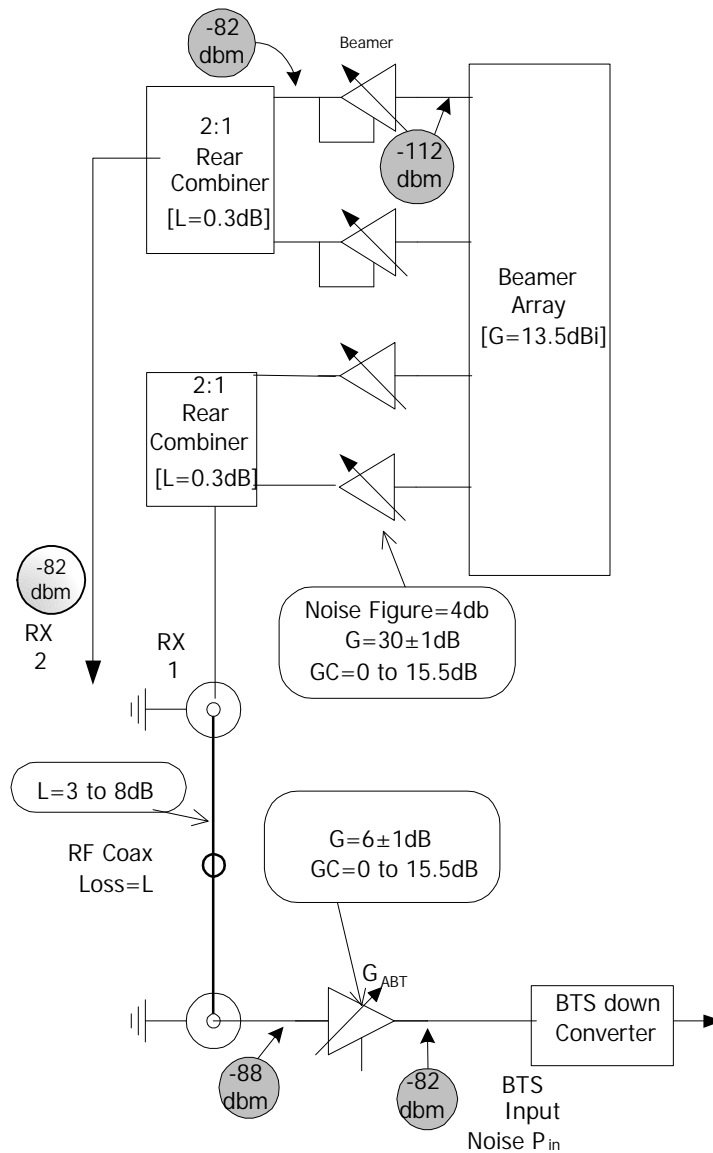 -82
dbm
Beamer
2:1
Rear
Combiner
[L=0.3dB]
-112
dbm
Beamer
Array
[G=13.5dBi]
2:1
Rear
Combiner
[L=0.3dB]
-82
dbm
RX
2
RX
1
Noise Figure=4db
G=30±1dB
GC=0 to 15.5dB
L=3 to 8dB
RF Coax
Loss=L
G=6±1dB
GC=0 to 15.5dB
GABT
BTS down
Converter
-88
dbm
-82
dbm
BTS
Input
Noise Pin